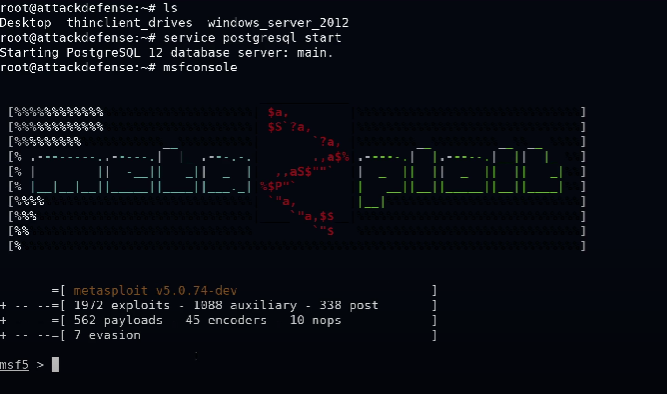 root@attackdefense:~# ls
Desktop  thinclient_drives  windows_server_2012
root@attackdefense:~# service postgresql start
Starting PostgreSQL 12 database server: main.
root@attackdefense:~# msfconsole
metasploit
=[ metasploit v5.0.74-dev ]
+ -- --=[ 1972 exploits - 1088 auxiliary - 338 post ]
+ -- --=[ 562 payloads - 45 encoders - 10 nops ]
+ -- --=[ 7 evasion ]
msf5 >